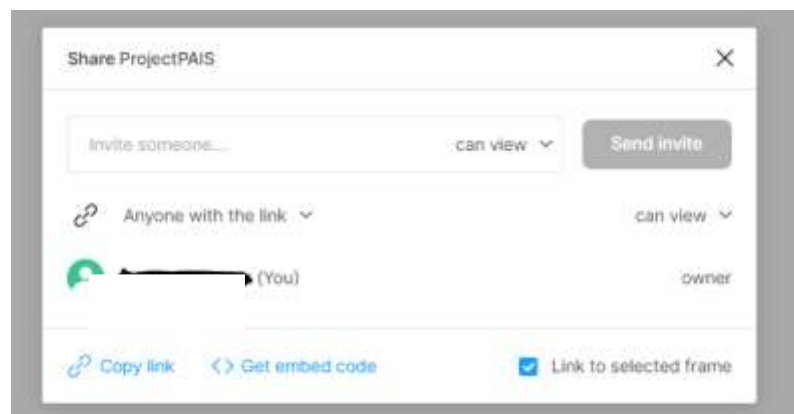 Share ProjectPAIS
Invite someone... can view Send invite
Anyone with the link can view
(You) owner
Copy link <> Get embed code Link to selected frame